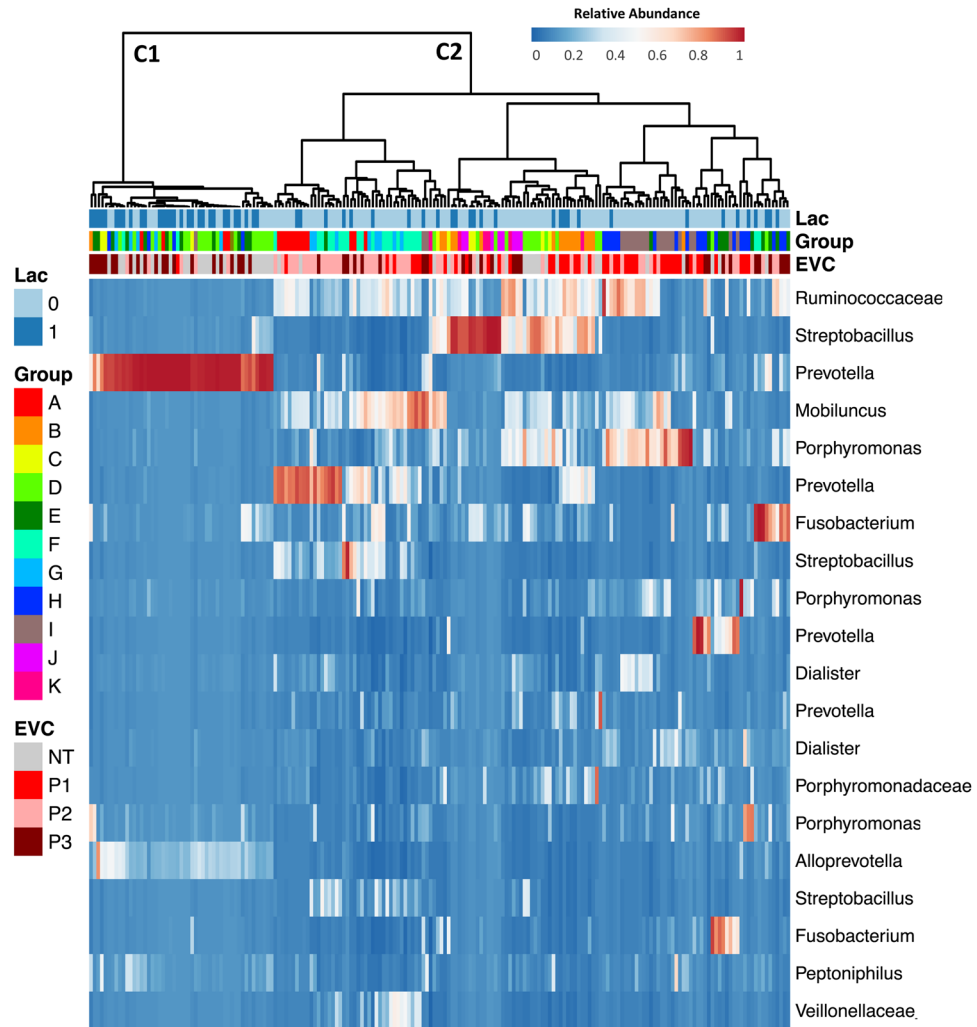 Relative Abundance
0 0.2 0.4 0.6 0.8 1
C1 C2
Lac
Group
EVC
Lac
0
1
Group
A
B
C
D
E
F
G
H
I
J
K
EVC
NT
P1
P2
P3
Ruminococcaceae
Streptobacillus
Prevotella
Mobiluncus
Porphyromonas
Prevotella
Fusobacterium
Streptobacillus
Porphyromonas
Prevotella
Dialister
Prevotella
Dialister
Porphyromonadaceae
Porphyromonas
Alloprevotella
Streptobacillus
Fusobacterium
Peptoniphilus
Veillonellaceae